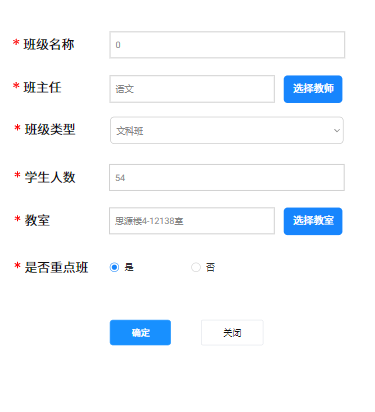 * 班级名称 0
* 班主任 语文 选择教师
* 班级类型 文科班
* 学生人数 54
* 教室 思源楼4-12138室 选择教室
* 是否重点班 是 否
确定 关闭